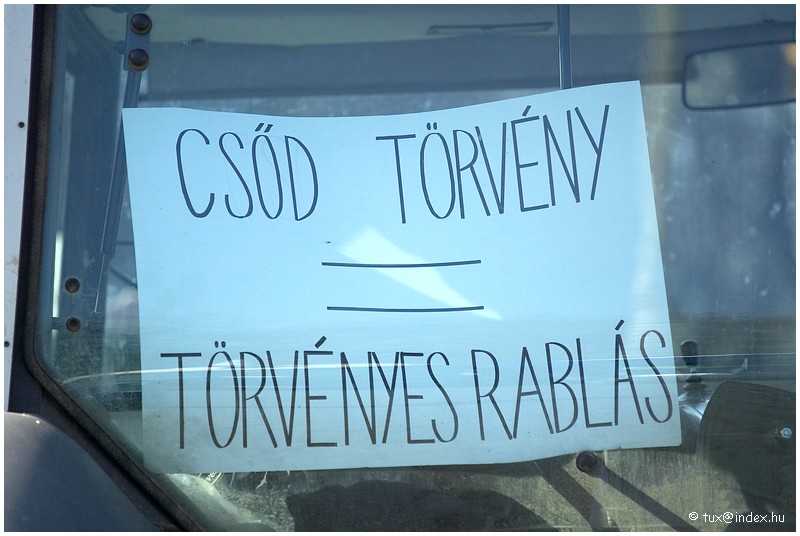 CSŐD TÖRVÉNY
=
TÖRVÉNYES RABLÁS
© tux@index.hu